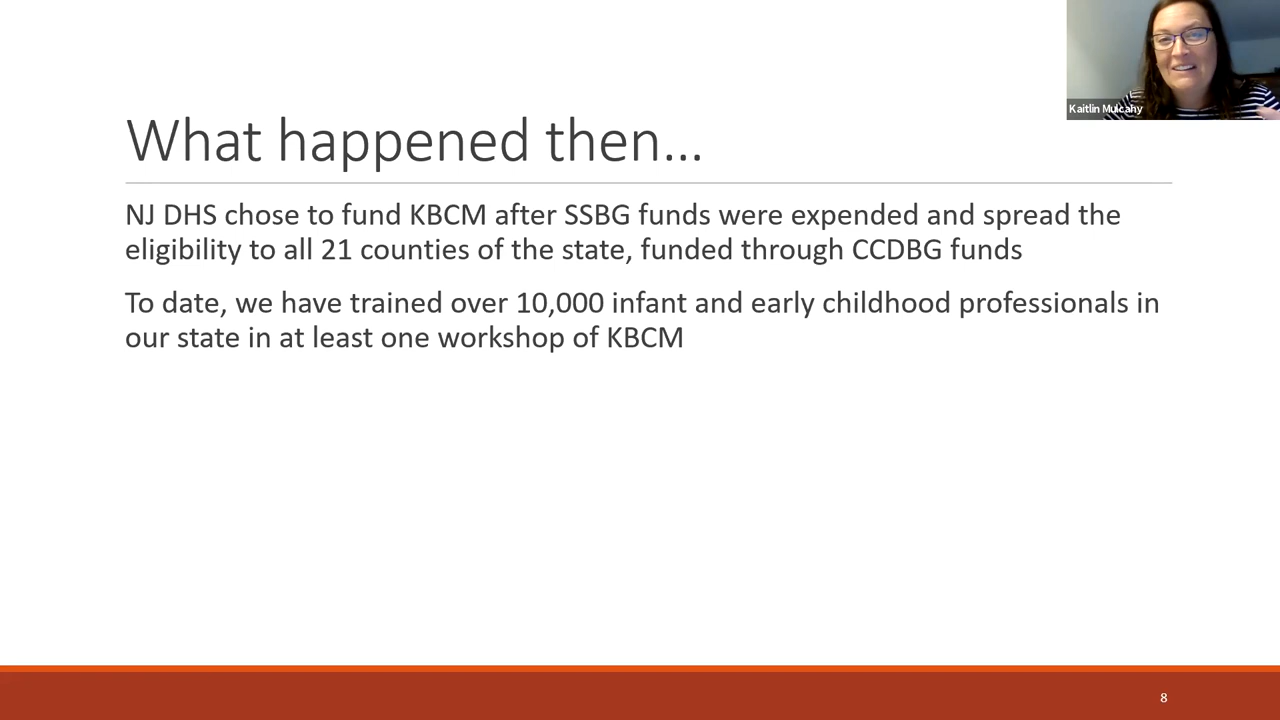 Kaitlin Mulcahy
What happened then...
NJ DHS chose to fund KBCM after SSBG funds were expended and spread the
eligibility to all 21 counties of the state, funded through CCDBG funds
To date, we have trained over 10,000 infant and early childhood professionals in
our state in at least one workshop of KBCM
8